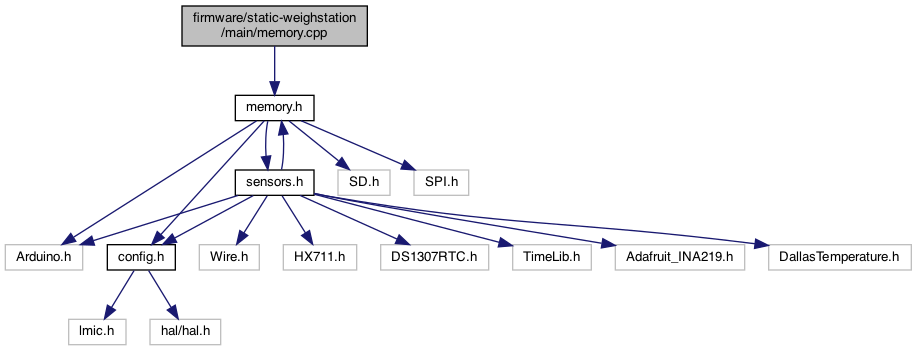 firmware/static-weighstation
/main/memory.cpp
memory.h
sensors.h
SD.h
SPI.h
Arduino.h
config.h
Wire.h
HX711.h
DS1307RTC.h
TimeLib.h
Adafruit_INA219.h
DallasTemperature.h
lmic.h
hal/hal.h